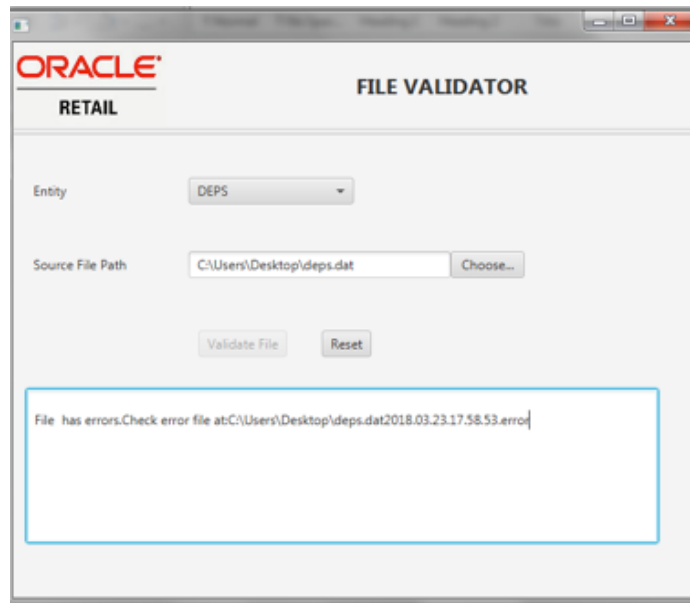 ORACLE
RETAIL
FILE VALIDATOR
Entity
DEPS
Source File Path
C:\Users\Desktop\deps.dat
Choose...
Validate File
Reset
File has errors.Check error file at:C:\Users\Desktop\deps.dat2018.03.23.17.58.53.error